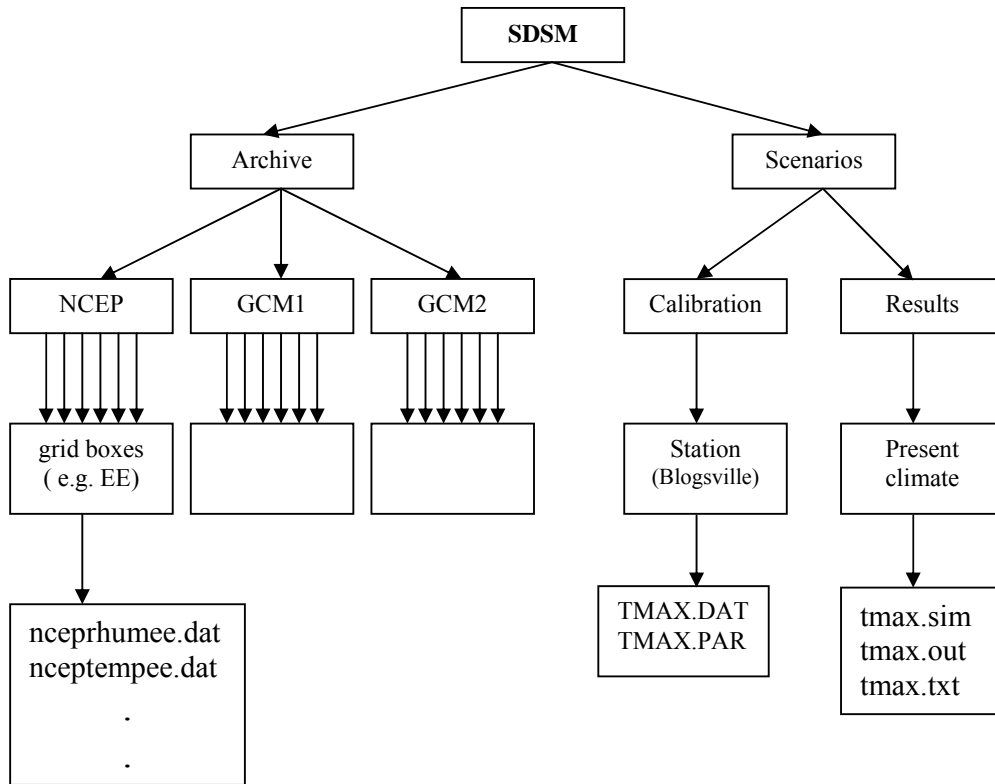 SDSM
Archive
Scenarios
NCEP
GCM1
GCM2
Calibration
Results
grid boxes
( e.g. EE)
Station
(Blogsville)
Present
climate
nceprhumee.dat
nceptempee.dat
.
.
TMAX.DAT
TMAX.PAR
tmax.sim
tmax.out
tmax.txt